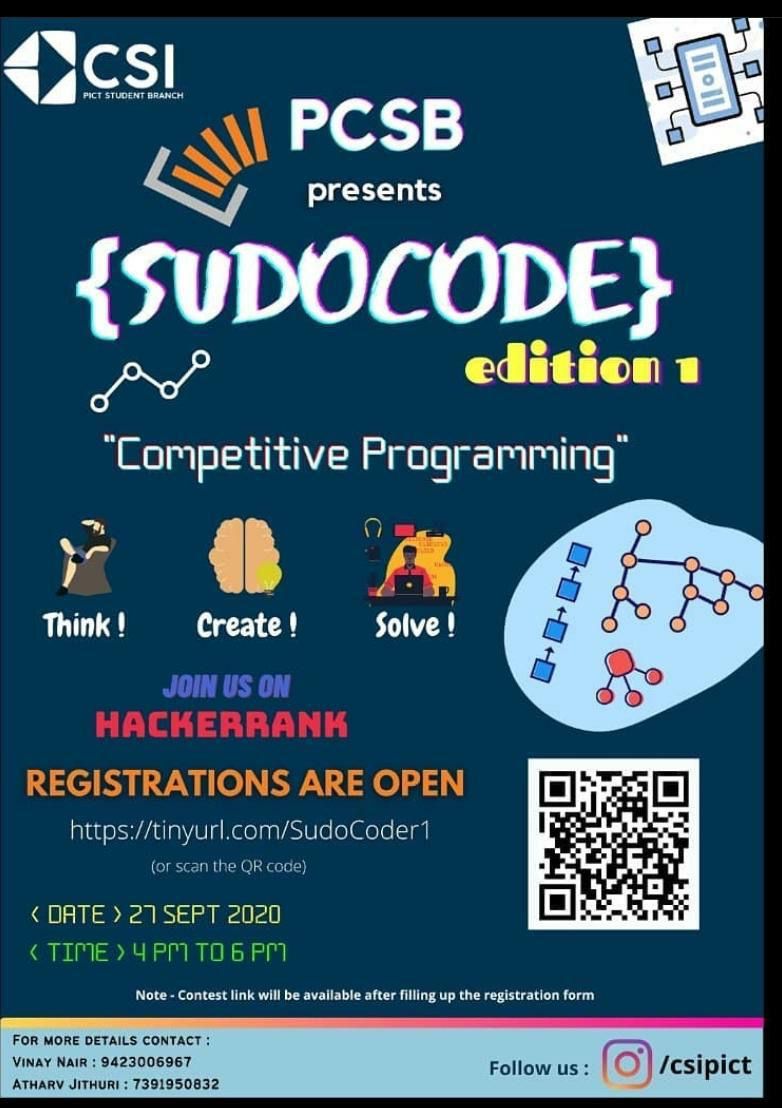 CSI
PICT STUDENT BRANCH
PCSB
presents
{SUDOCODE}
edition 1
"Competitive Programming"
Think !
Create !
Solve !
JOIN US ON
HACKERRANK
REGISTRATIONS ARE OPEN
https://tinyurl.com/SudoCoder1
(or scan the QR code)
< DATE > 27 SEPT 2020
< TIME > 4 PM TO 6 PM
Note - Contest link will be available after filling up the registration form
FOR MORE DETAILS CONTACT :
VINAY NAIR : 9423006967
ATHARV JITHURI : 7391950832
Follow us : /csipict